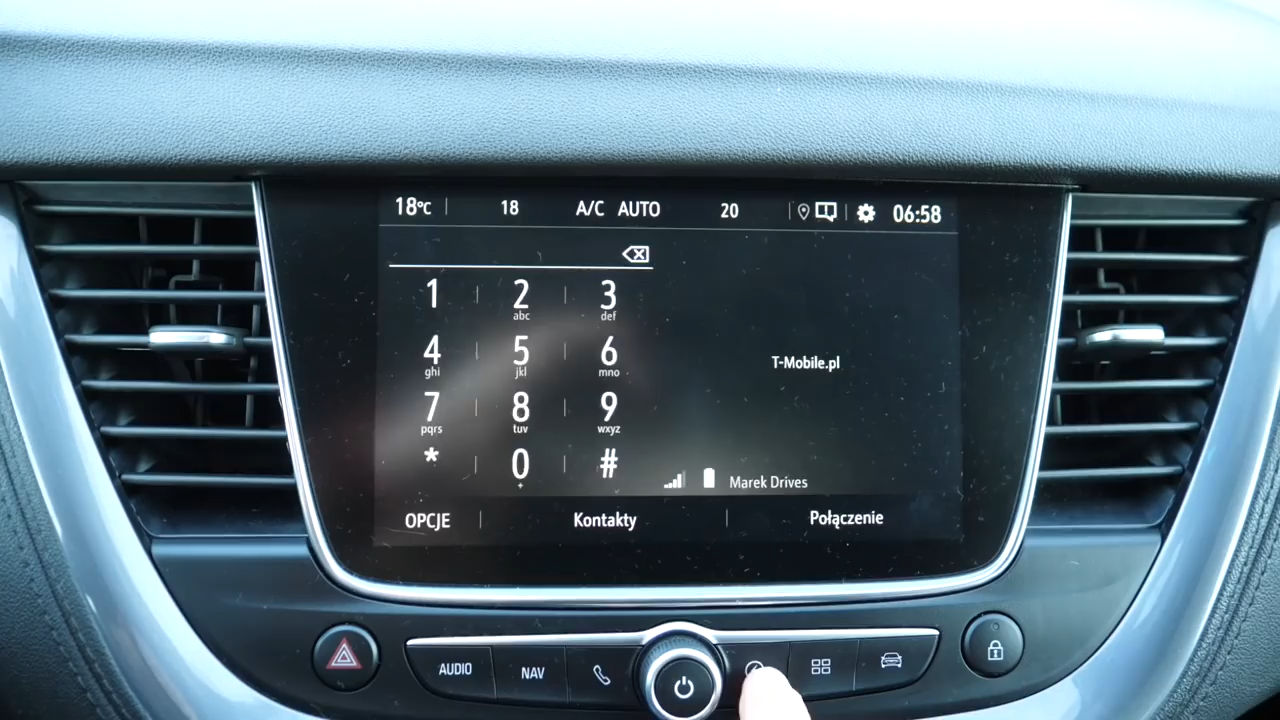 18°C 18 A/C AUTO 20 06:58
1 2 3
abc def
4 5 6
ghi jkl mno
T-Mobile.pl
7 8 9
pqrs tuv wxyz
* 0 #
+
Marek Drives
OPCJE Kontakty Połączenie
AUDIO NAV